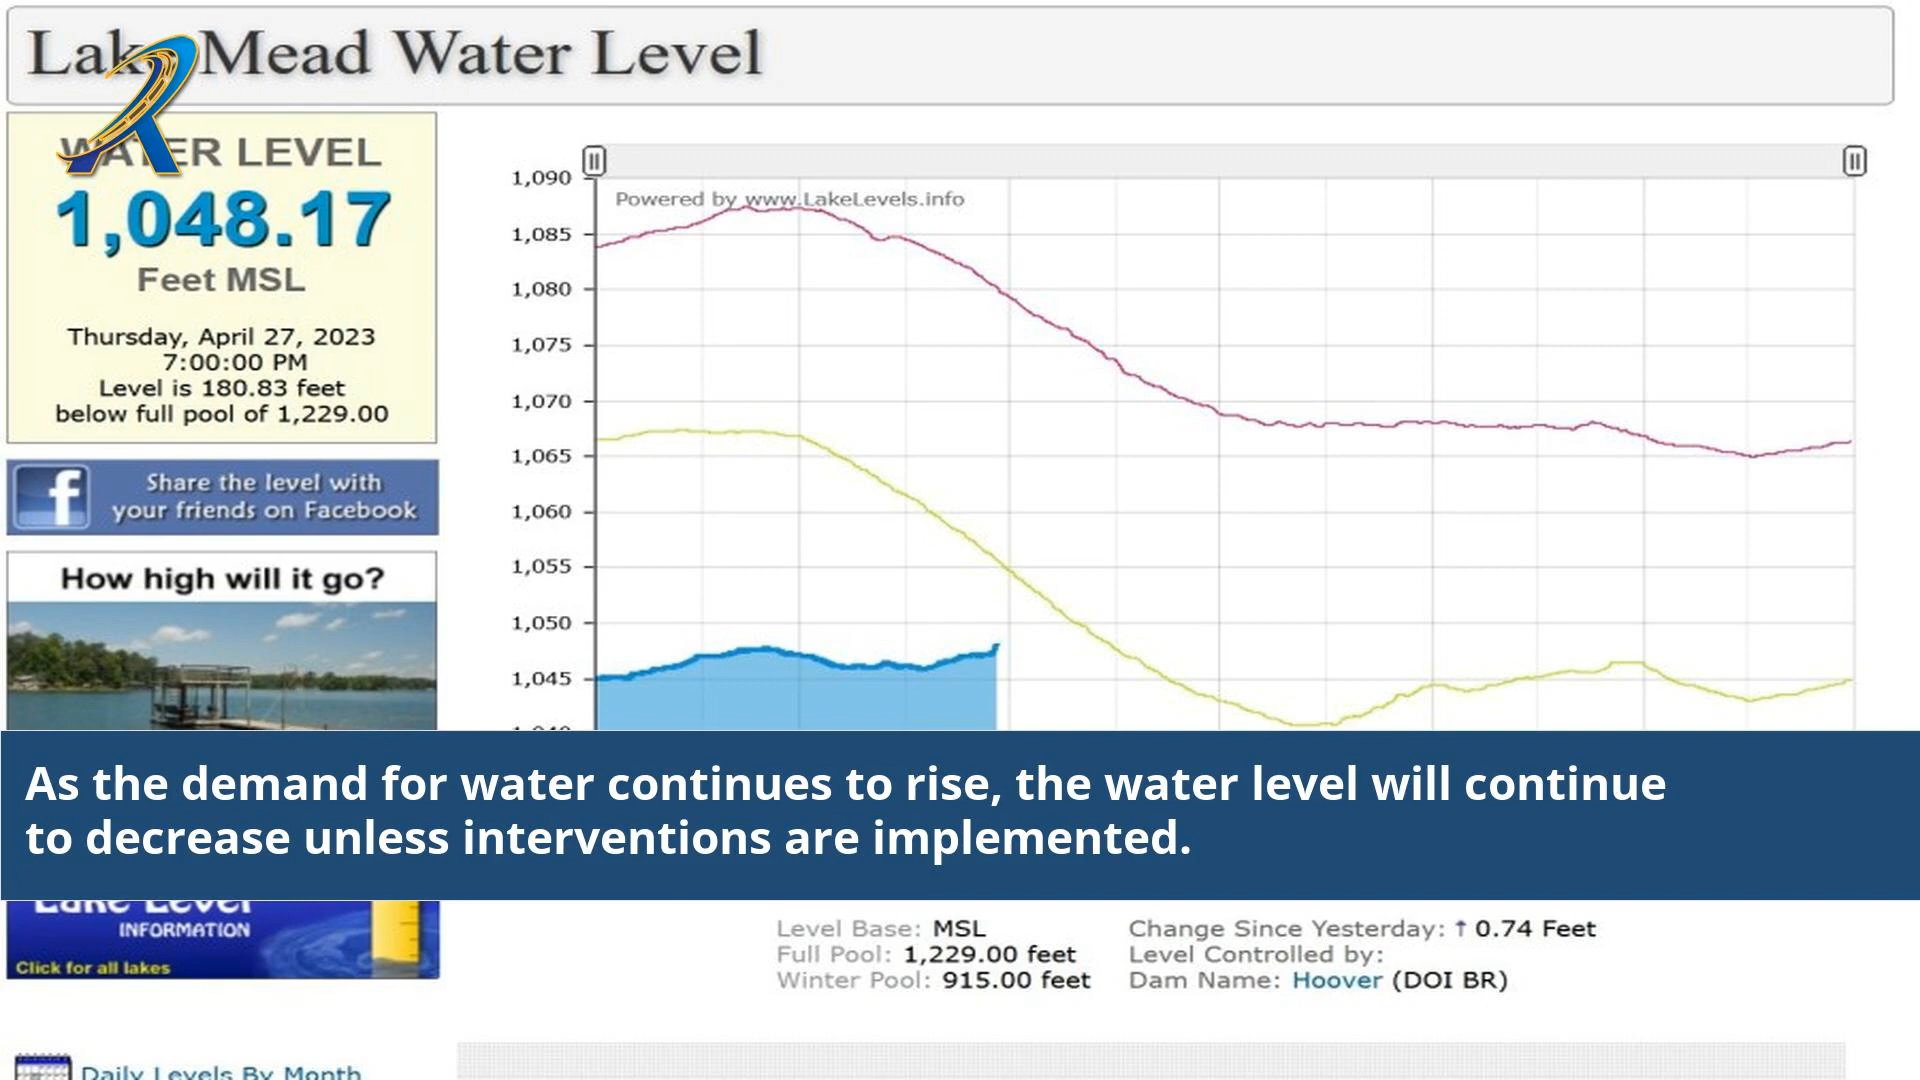 Lake Mead Water Level
WATER LEVEL
1,048.17
Feet MSL
Thursday, April 27, 2023
7:00:00 PM
Level is 180.83 feet
below full pool of 1,229.00
Share the level with
your friends on Facebook
How high will it go?
Powered by www.LakeLevels.info
1,090
1,085
1,080
1,075
1,070
1,065
1,060
1,055
1,050
1,045
As the demand for water continues to rise, the water level will continue
to decrease unless interventions are implemented.
Lake Level
INFORMATION
Click for all lakes
Level Base: MSL
Full Pool: 1,229.00 feet
Winter Pool: 915.00 feet
Change Since Yesterday: ↑ 0.74 Feet
Level Controlled by:
Dam Name: Hoover (DOI BR)
Daily Levels By Month